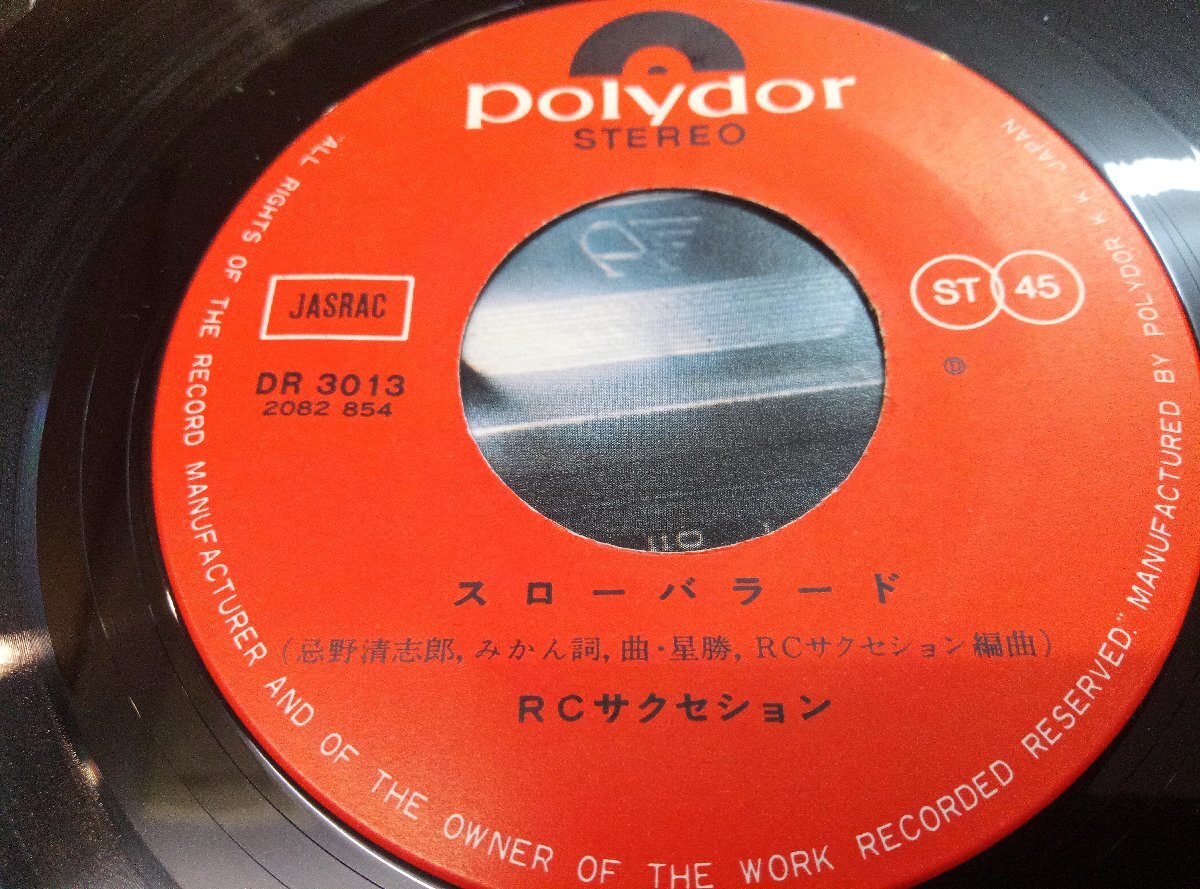 polydor
STEREO
JASRAC
ST 45
DR 3013
2082 854
Ⓓ
スローバラード
(忌野清志郎, みかん詞, 曲・星勝, RCサクセション編曲)
RCサクセション
"ALL RIGHTS OF THE RECORD MANUFACTURER AND OF THE OWNER OF THE WORK RECORDED RESERVED." MANUFACTURED BY POLYDOR K. K. JAPAN